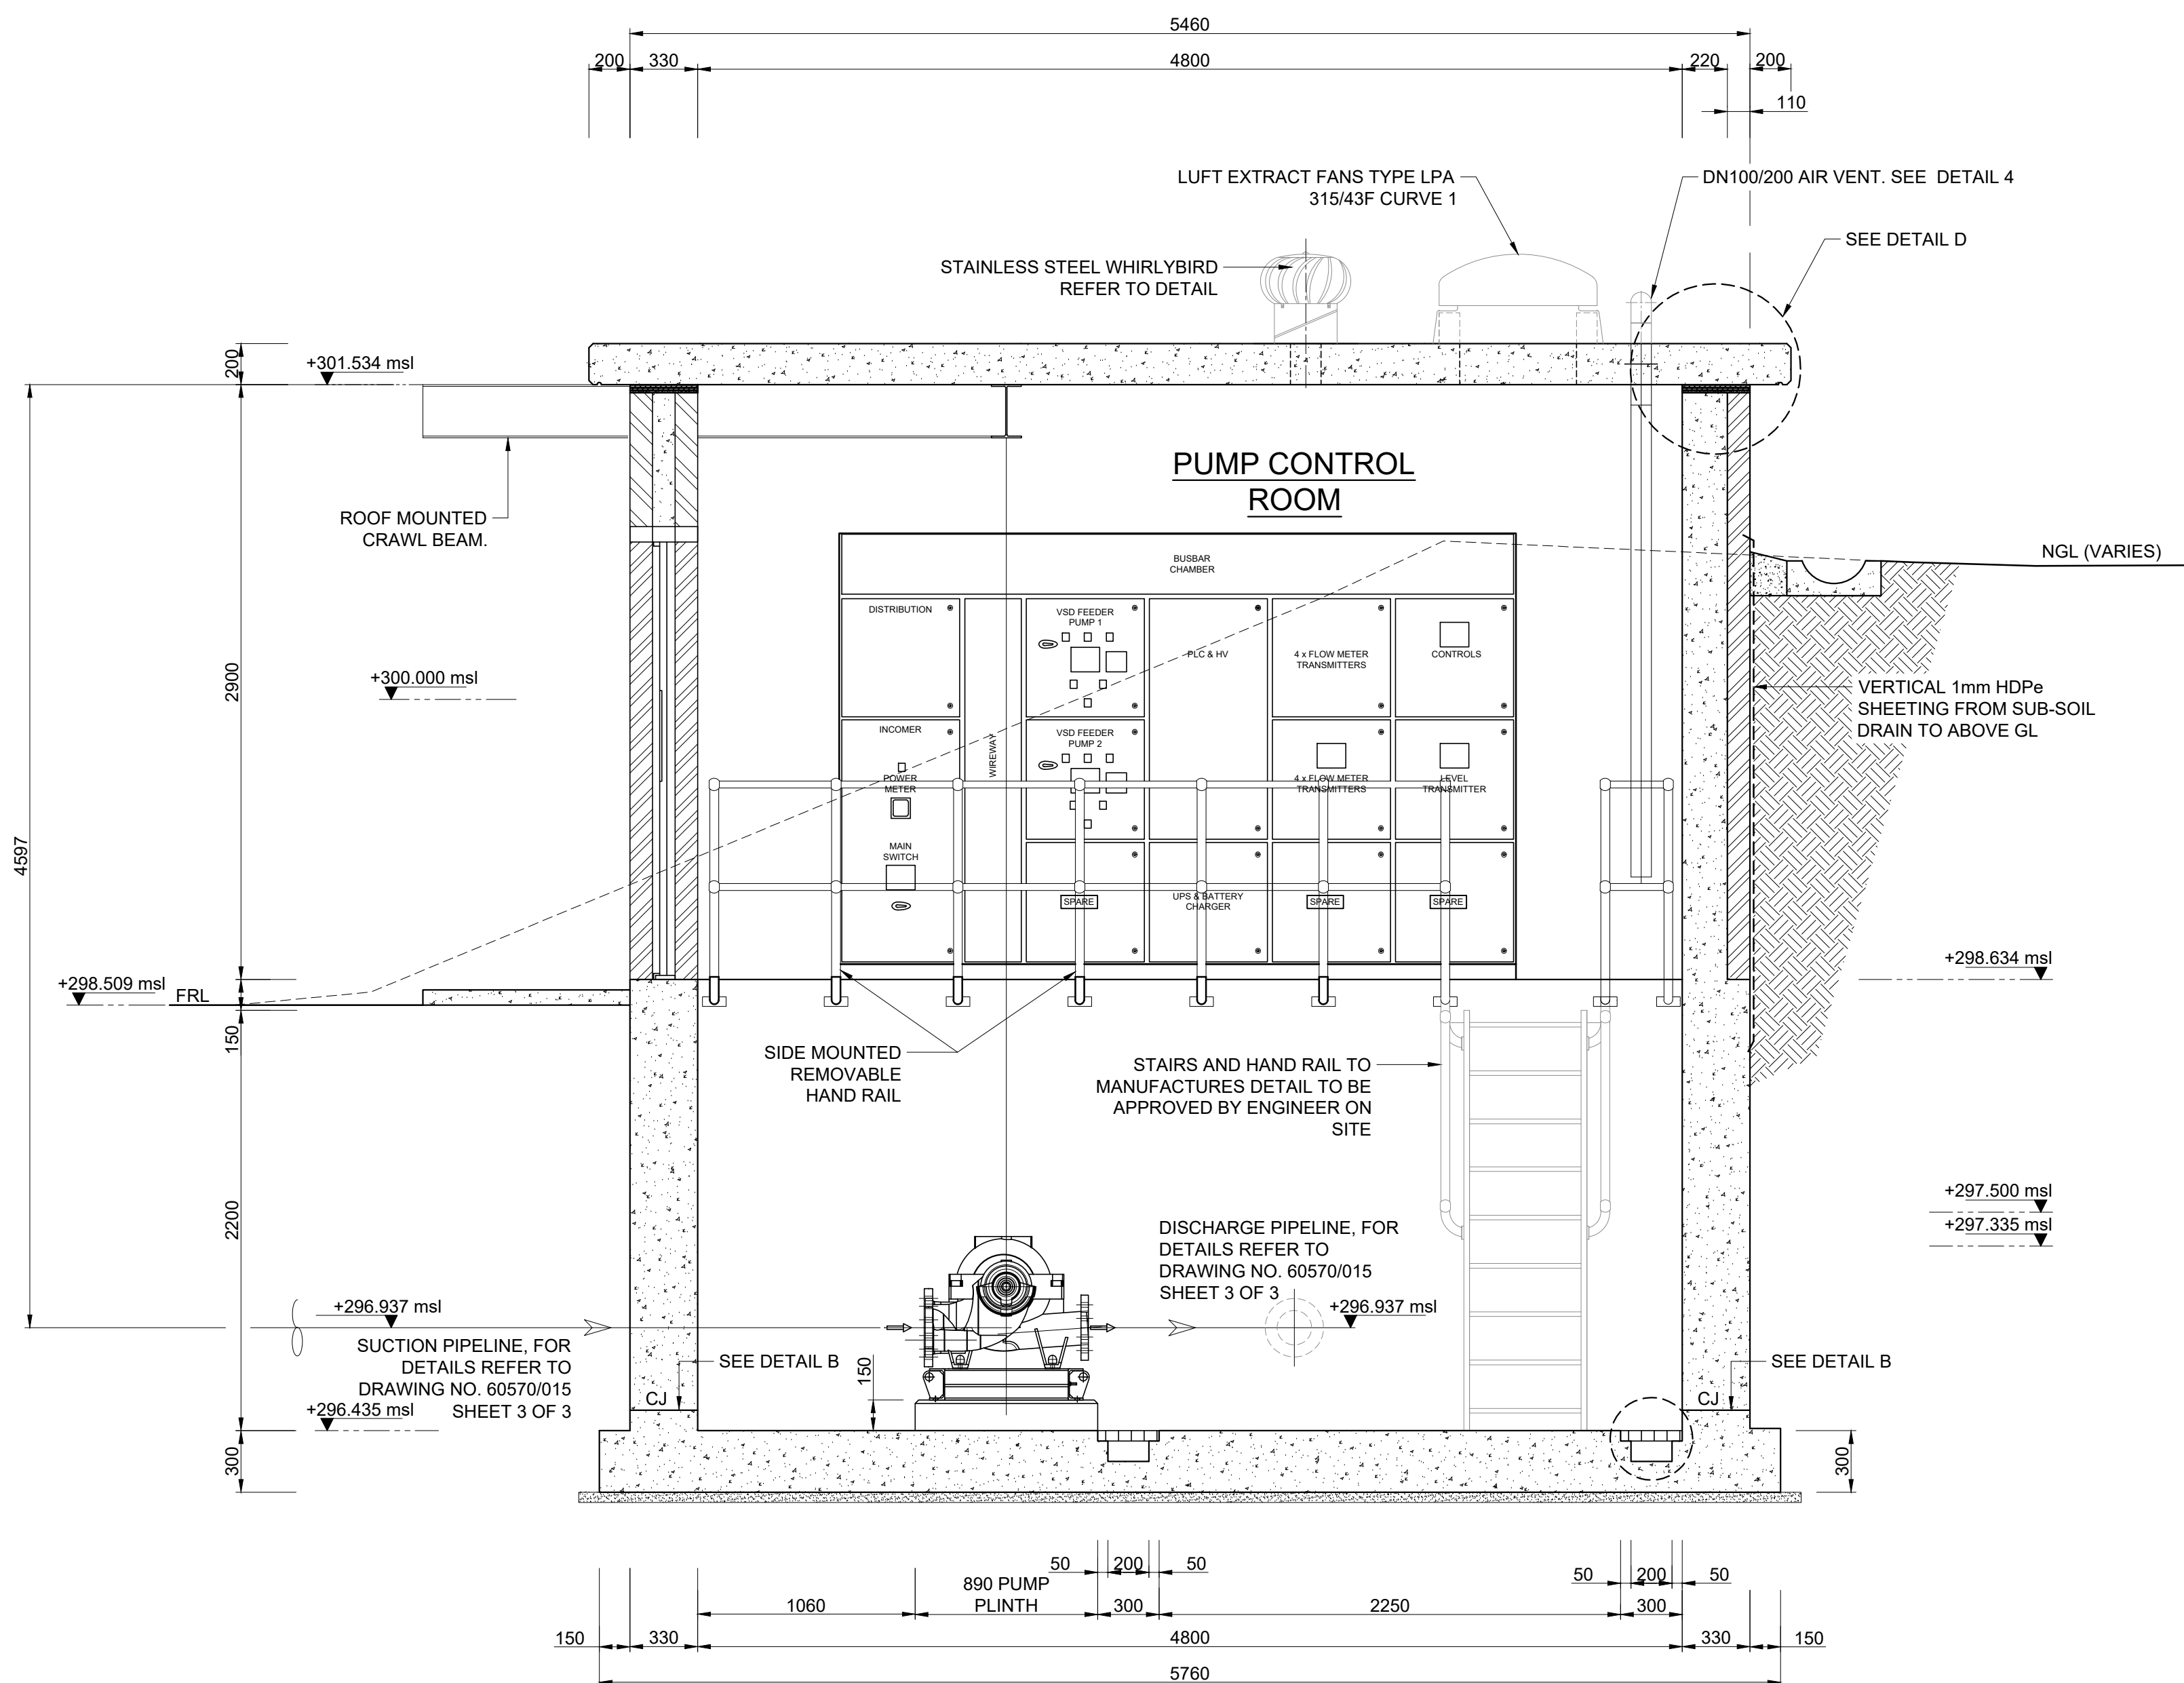 5460
200 330 4800 220 200
110
LUFT EXTRACT FANS TYPE LPA
315/43F CURVE 1
DN100/200 AIR VENT. SEE DETAIL 4
SEE DETAIL D
STAINLESS STEEL WHIRLYBIRD
REFER TO DETAIL
200
+301.534 msl
PUMP CONTROL
ROOM
ROOF MOUNTED
CRAWL BEAM.
NGL (VARIES)
BUSBAR
CHAMBER
DISTRIBUTION
VSD FEEDER
PUMP 1
PLC & HV
4 x FLOW METER
TRANSMITTERS
CONTROLS
2900
+300.000 msl
VERTICAL 1mm HDPe
SHEETING FROM SUB-SOIL
DRAIN TO ABOVE GL
INCOMER
WIREWAY
VSD FEEDER
PUMP 2
POWER
METER
4 x FLOW METER
TRANSMITTERS
LEVEL
TRANSMITTER
4597
MAIN
SWITCH
SPARE
UPS & BATTERY
CHARGER
SPARE
SPARE
+298.509 msl
FRL
+298.634 msl
150
SIDE MOUNTED
REMOVABLE
HAND RAIL
STAIRS AND HAND RAIL TO
MANUFACTURES DETAIL TO BE
APPROVED BY ENGINEER ON
SITE
2200
+297.500 msl
+297.335 msl
DISCHARGE PIPELINE, FOR
DETAILS REFER TO
DRAWING NO. 60570/015
SHEET 3 OF 3
+296.937 msl
+296.937 msl
SUCTION PIPELINE, FOR
DETAILS REFER TO
DRAWING NO. 60570/015
SHEET 3 OF 3
SEE DETAIL B
150
SEE DETAIL B
CJ
CJ
+296.435 msl
300
300
50 200 50
50 200 50
890 PUMP
PLINTH
1060 300 2250 300
150 330 4800 330 150
5760